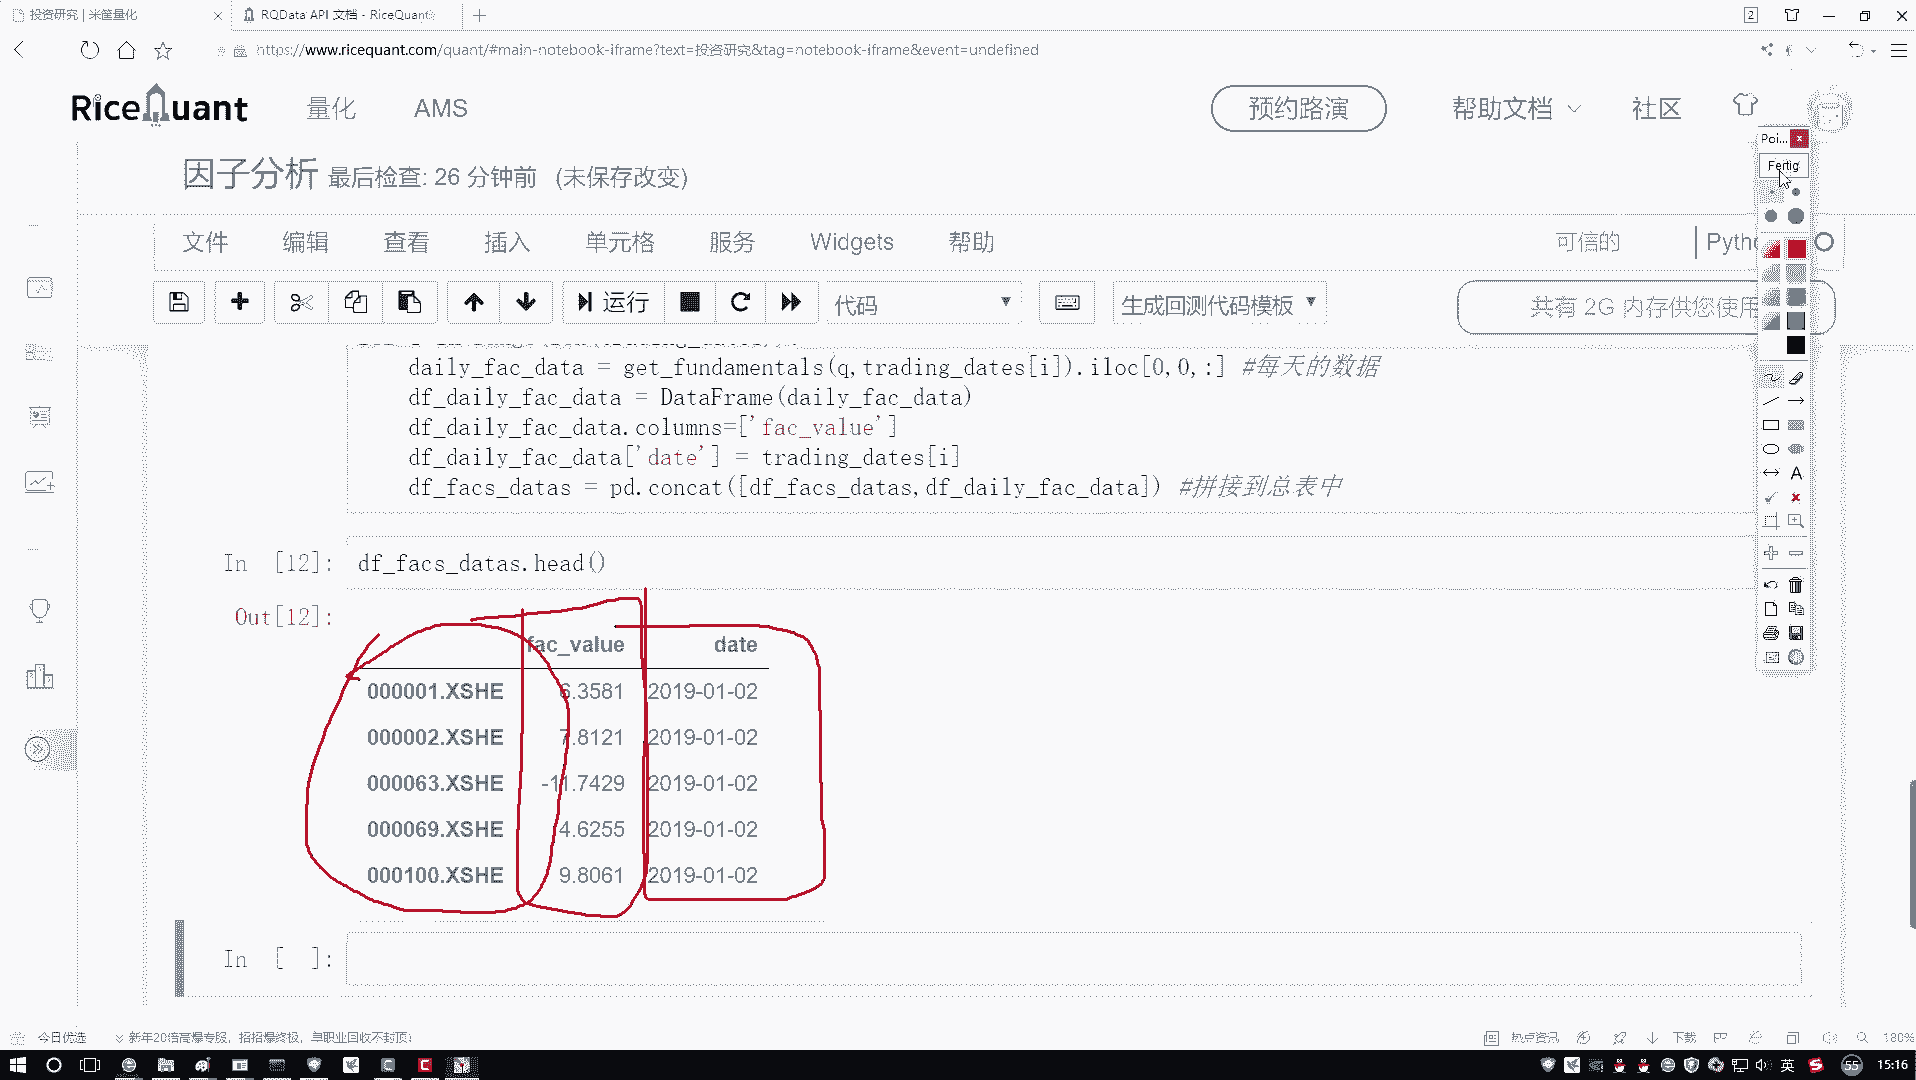 投资研究 | 米筐量化
RQData API 文档 - RiceQuant
2
https://www.ricequant.com/quant/#main-notebook-iframe?text=投资研究&tag=notebook-iframe&event=undefined
RiceQuant 量化 AMS 预约路演 帮助文档 社区
Poi...
Fertig
因子分析 最后检查: 26 分钟前 (未保存改变)
文件 编辑 查看 插入 单元格 服务 Widgets 帮助 可信的
运行 代码 生成回测代码模板 共有 2G 内存供您使用
daily_fac_data = get_fundamentals(q,trading_dates[i]).iloc[0,0,:] #每天的数据
df_daily_fac_data = DataFrame(daily_fac_data)
df_daily_fac_data.columns=['fac_value']
df_daily_fac_data['date'] = trading_dates[i]
df_facs_datas = pd.concat([df_facs_datas,df_daily_fac_data]) #拼接到总表中
In [12]: df_facs_datas.head()
Out[12]:
fac_value date
000001.XSHE 6.3581 2019-01-02
000002.XSHE 7.8121 2019-01-02
000063.XSHE -11.7429 2019-01-02
000069.XSHE 4.6255 2019-01-02
000100.XSHE 9.8061 2019-01-02
In [ ]:
今日优选 新年20倍高爆专服，招招爆终极，单职业回收不封顶! 热点资讯 下载 180%
英 55 15:16